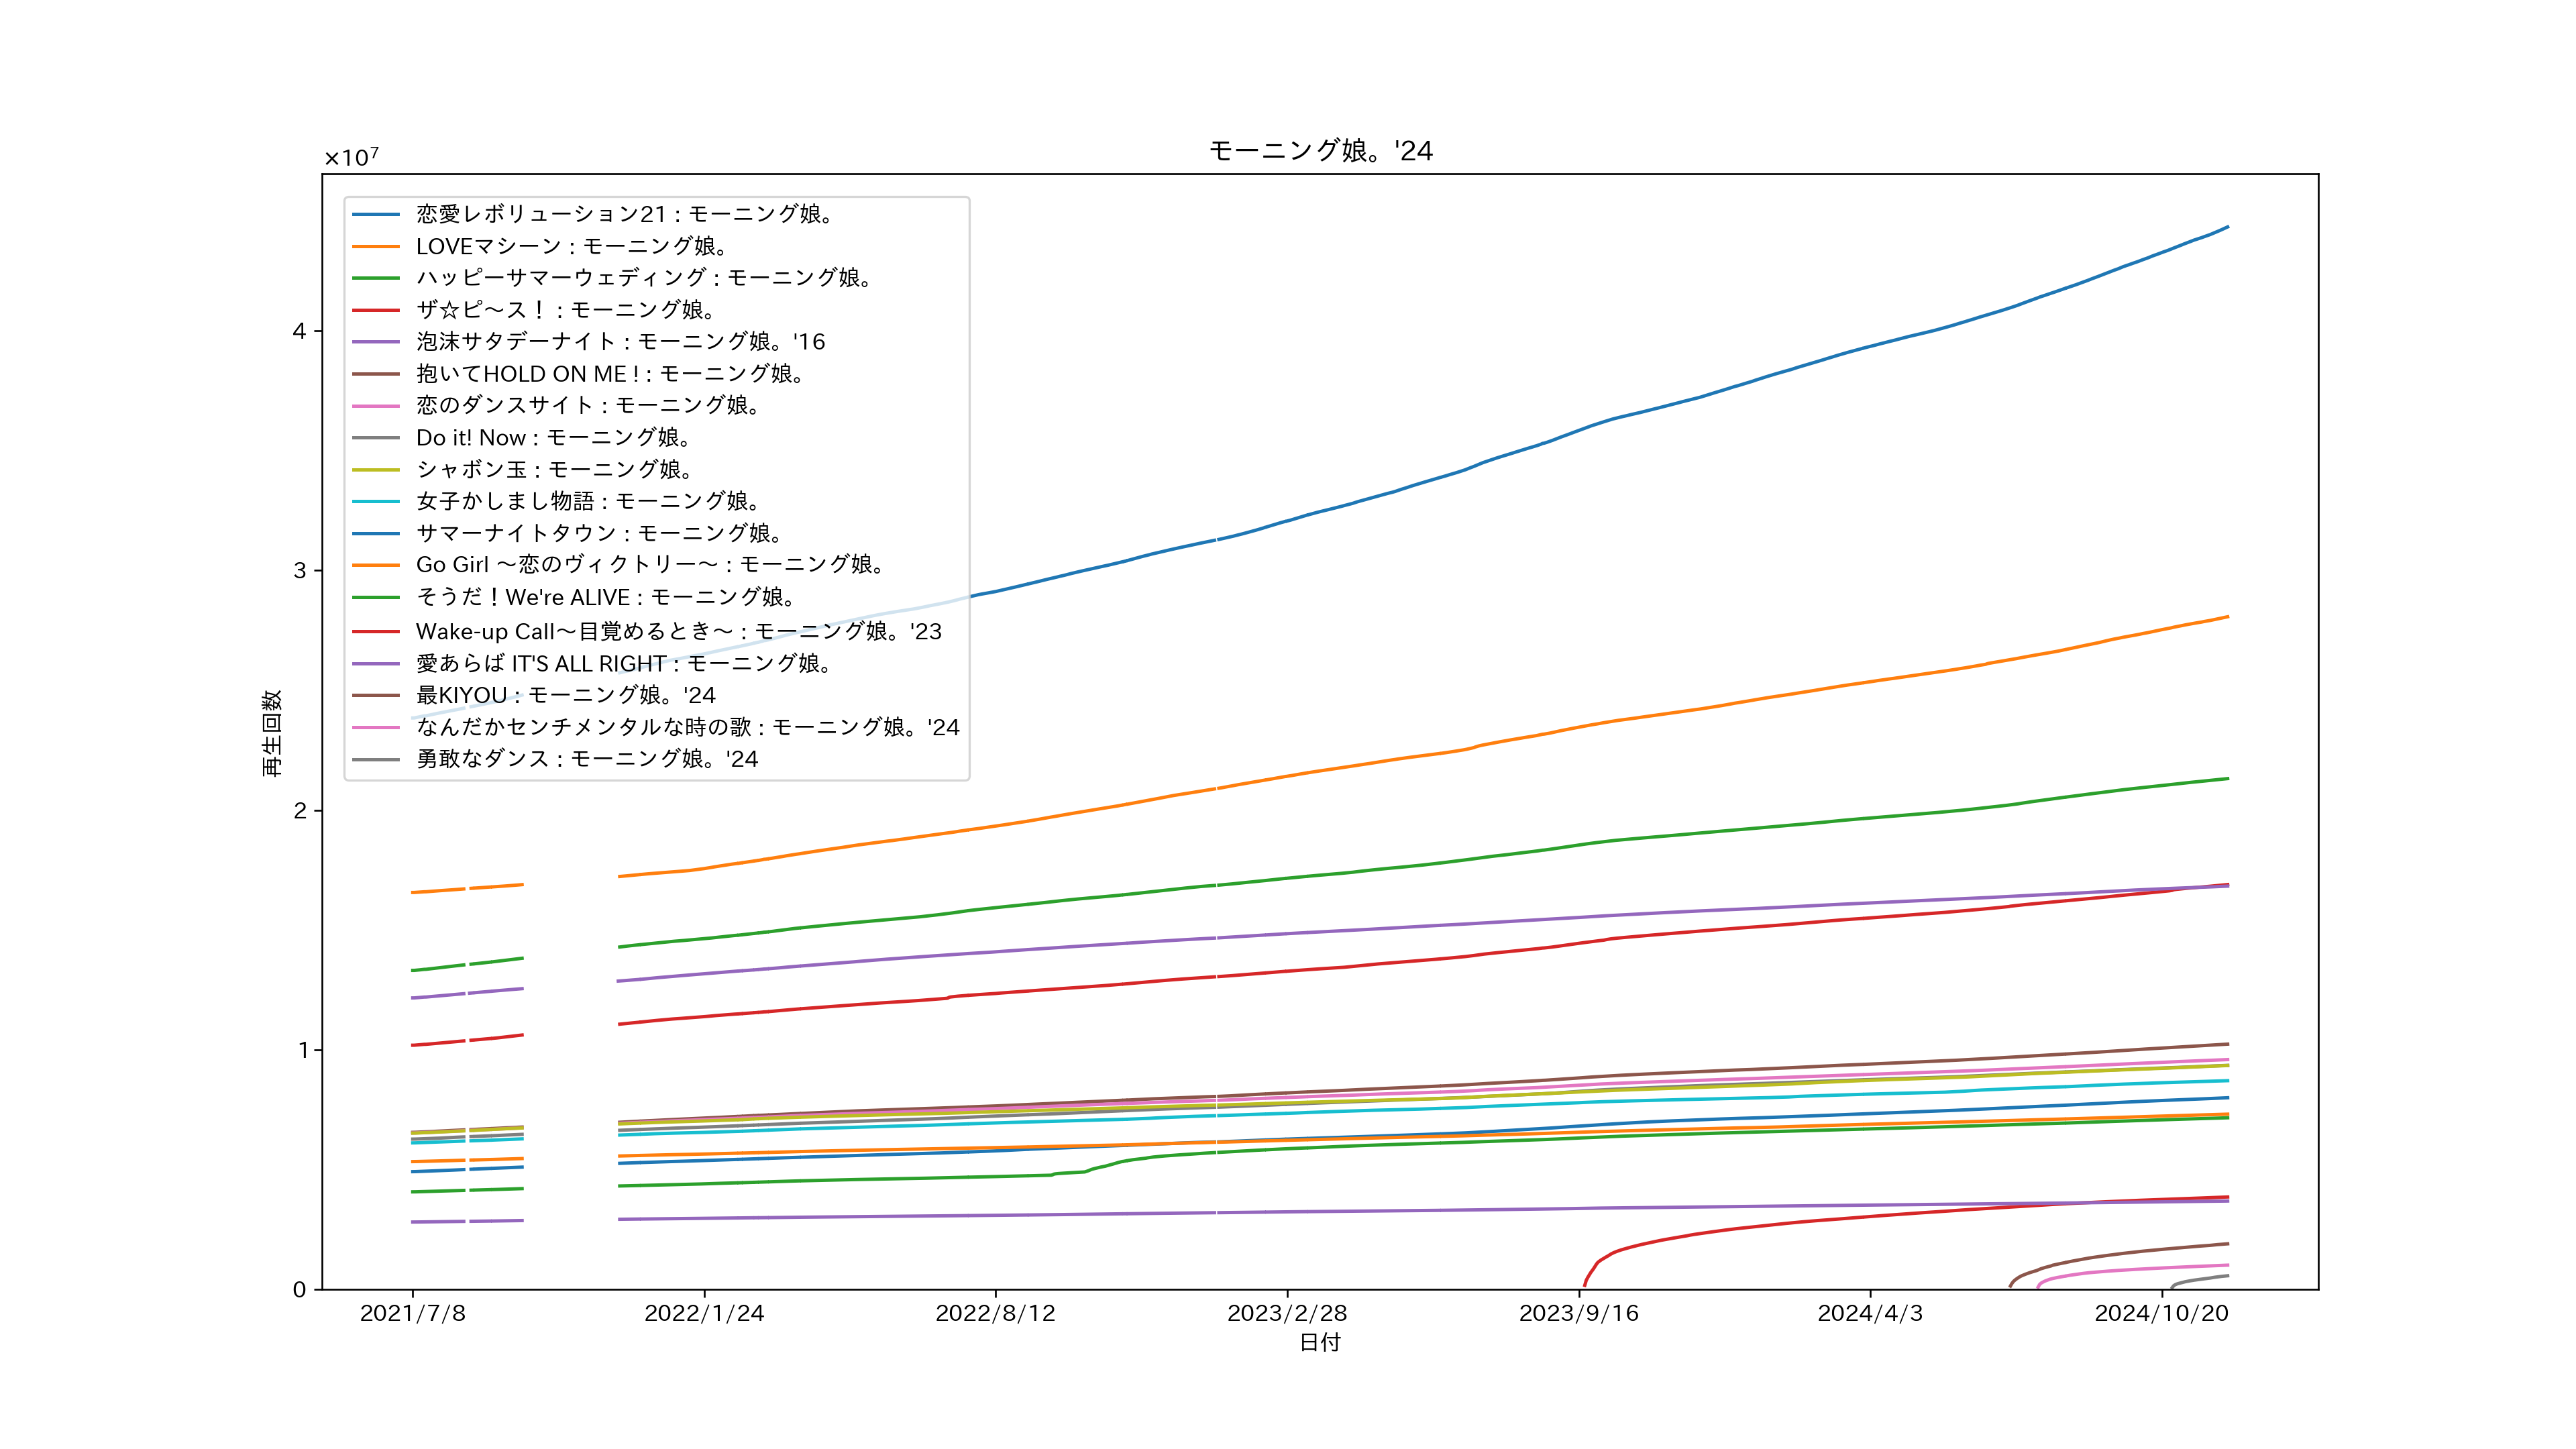 モーニング娘。'24
×10⁷
恋愛レボリューション21 : モーニング娘。
LOVEマシーン : モーニング娘。
ハッピーサマーウェディング : モーニング娘。
ザ☆ピ〜ス！ : モーニング娘。
泡沫サタデーナイト : モーニング娘。'16
抱いてHOLD ON ME ! : モーニング娘。
恋のダンスサイト : モーニング娘。
Do it! Now : モーニング娘。
シャボン玉 : モーニング娘。
女子かしまし物語 : モーニング娘。
サマーナイトタウン : モーニング娘。
Go Girl 〜恋のヴィクトリー〜 : モーニング娘。
そうだ！We're ALIVE : モーニング娘。
Wake-up Call〜目覚めるとき〜 : モーニング娘。'23
愛あらば IT'S ALL RIGHT : モーニング娘。
最KIYOU : モーニング娘。'24
なんだかセンチメンタルな時の歌 : モーニング娘。'24
勇敢なダンス : モーニング娘。'24
再生回数
4
3
2
1
0
2021/7/8
2022/1/24
2022/8/12
2023/2/28
2023/9/16
2024/4/3
2024/10/20
日付